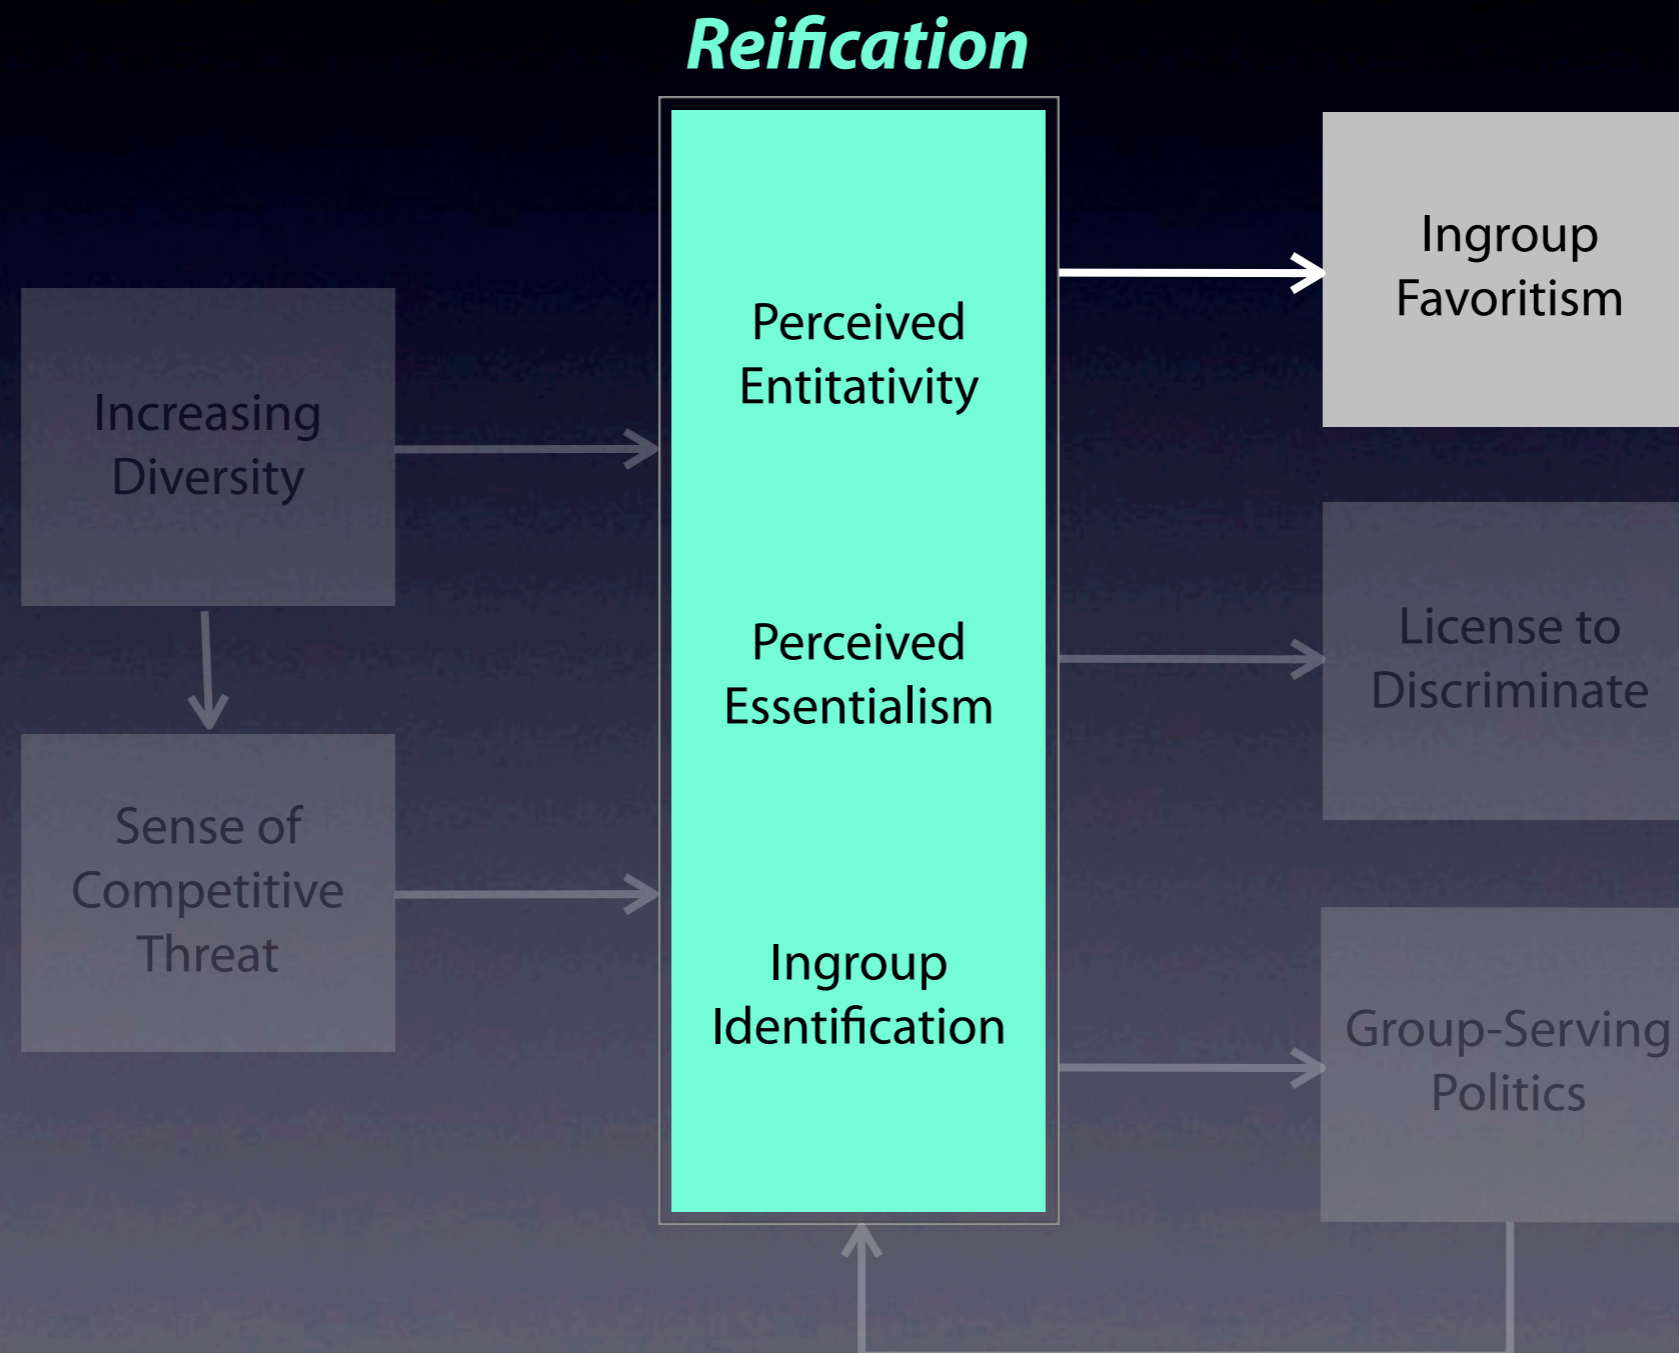 Reification
Increasing
Diversity
Sense of
Competitive
Threat
Perceived
Entitativity
Perceived
Essentialism
Ingroup
Identification
Ingroup
Favoritism
License to
Discriminate
Group-Serving
Politics